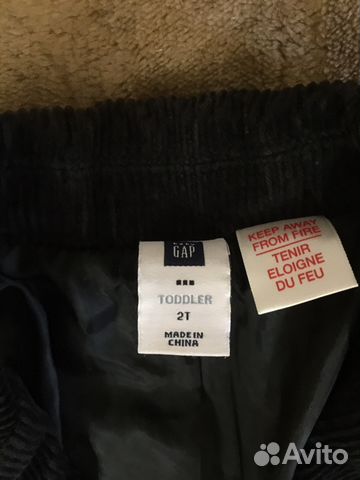 GAP
TODDLER
2T
MADE IN
CHINA
KEEP AWAY
FROM FIRE
TENIR
ELOIGNE
DU FEU
Avito